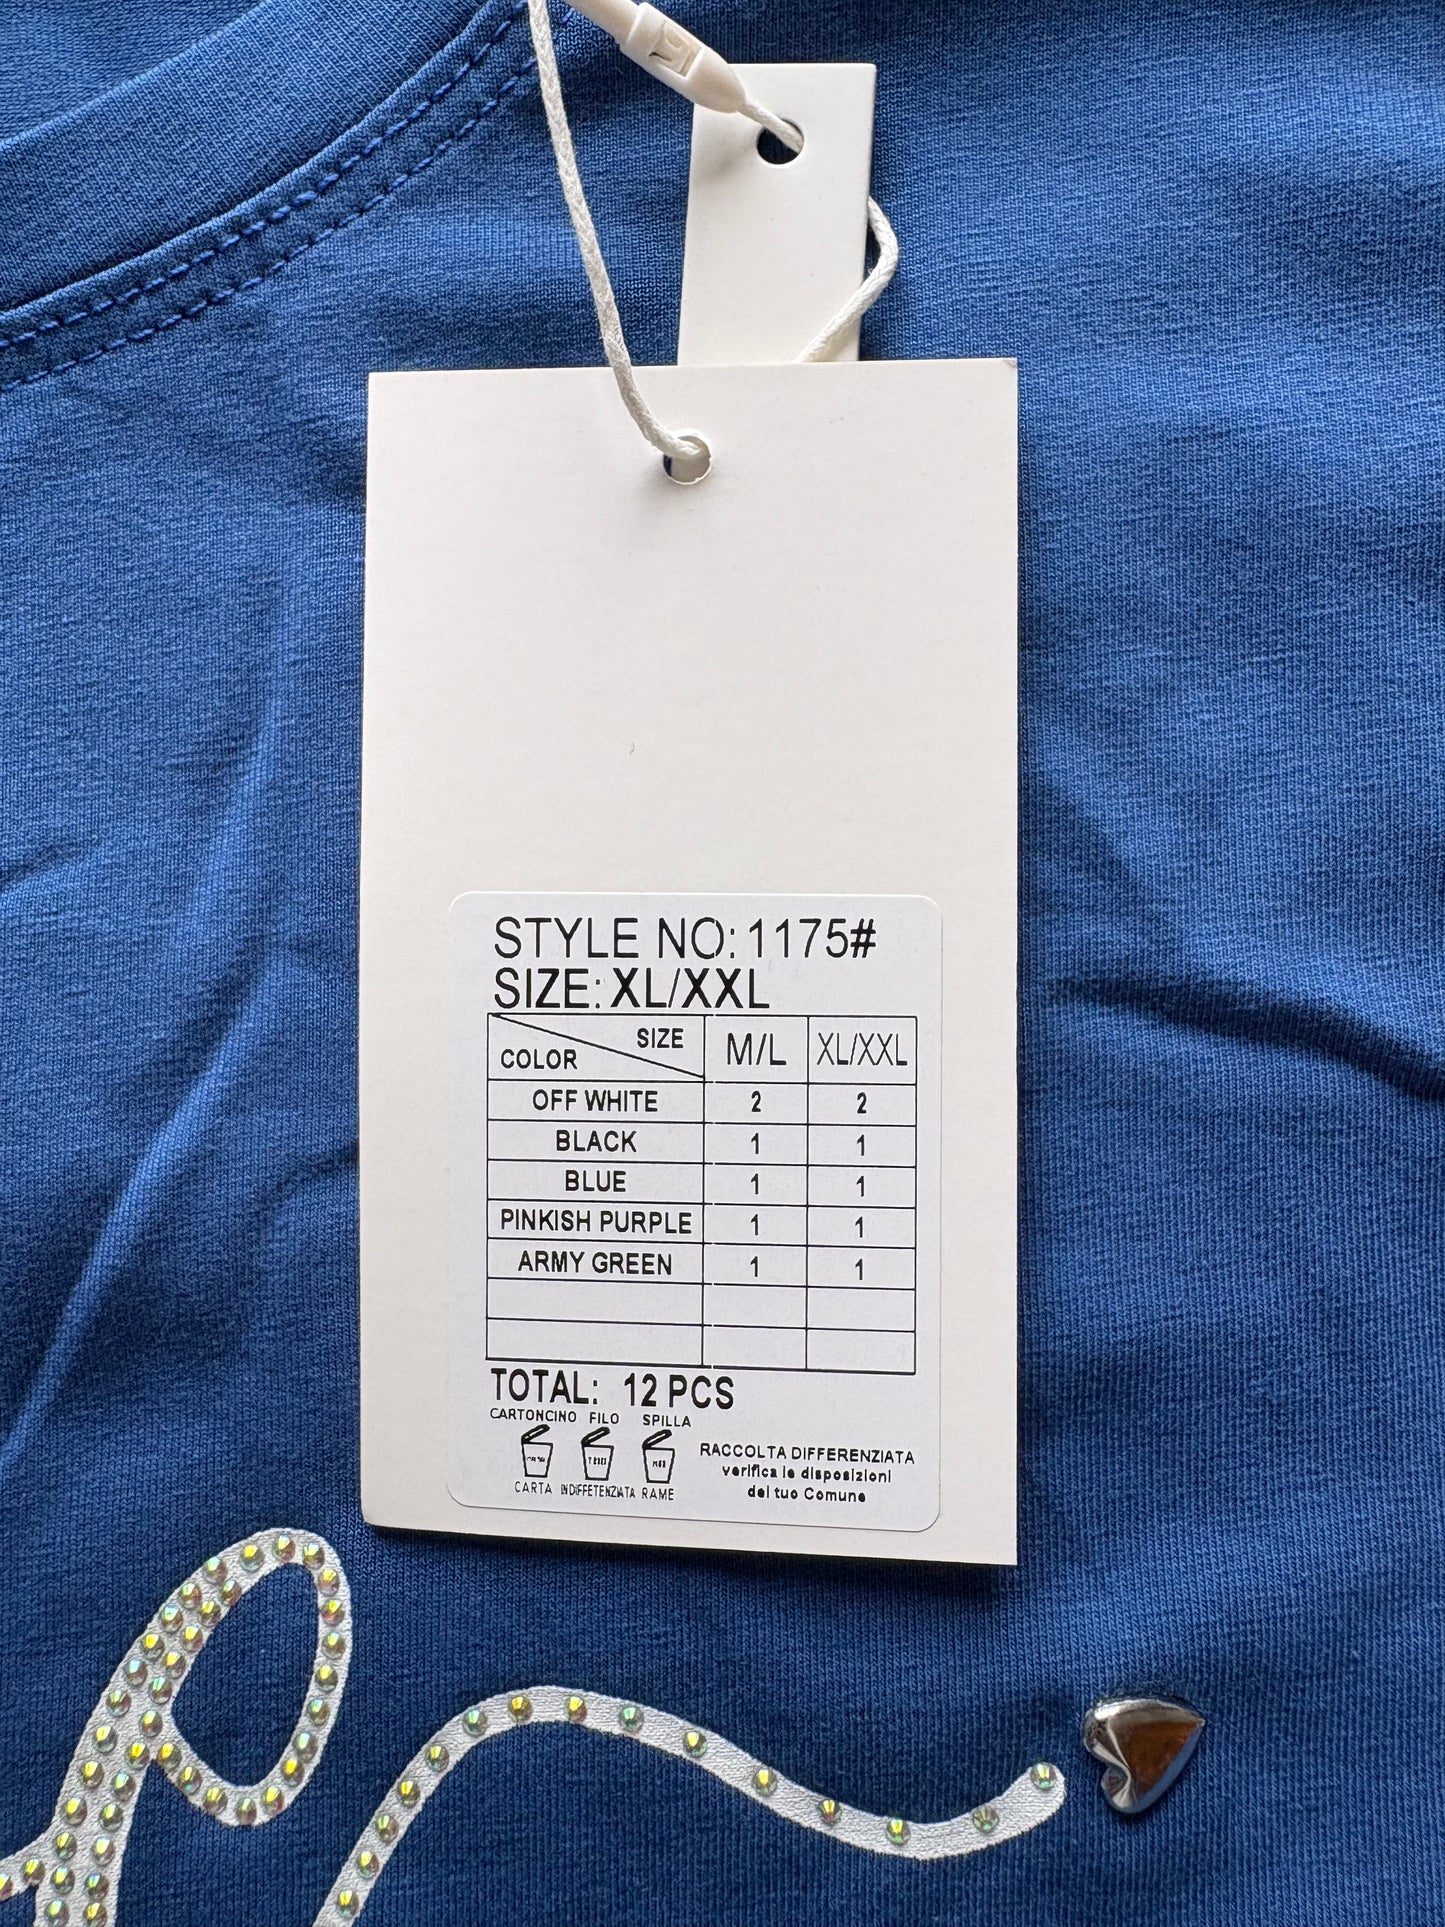 STYLE NO: 1175#
SIZE: XL/XXL
COLOR SIZE M/L XL/XXL
OFF WHITE 2 2
BLACK 1 1
BLUE 1 1
PINKISH PURPLE 1 1
ARMY GREEN 1 1
TOTAL: 12 PCS
CARTONCINO FILO SPILLA
CARTA INDIFFETENZIATA RAME
RACCOLTA DIFFERENZIATA
verifica le disposizioni
del tuo Comune